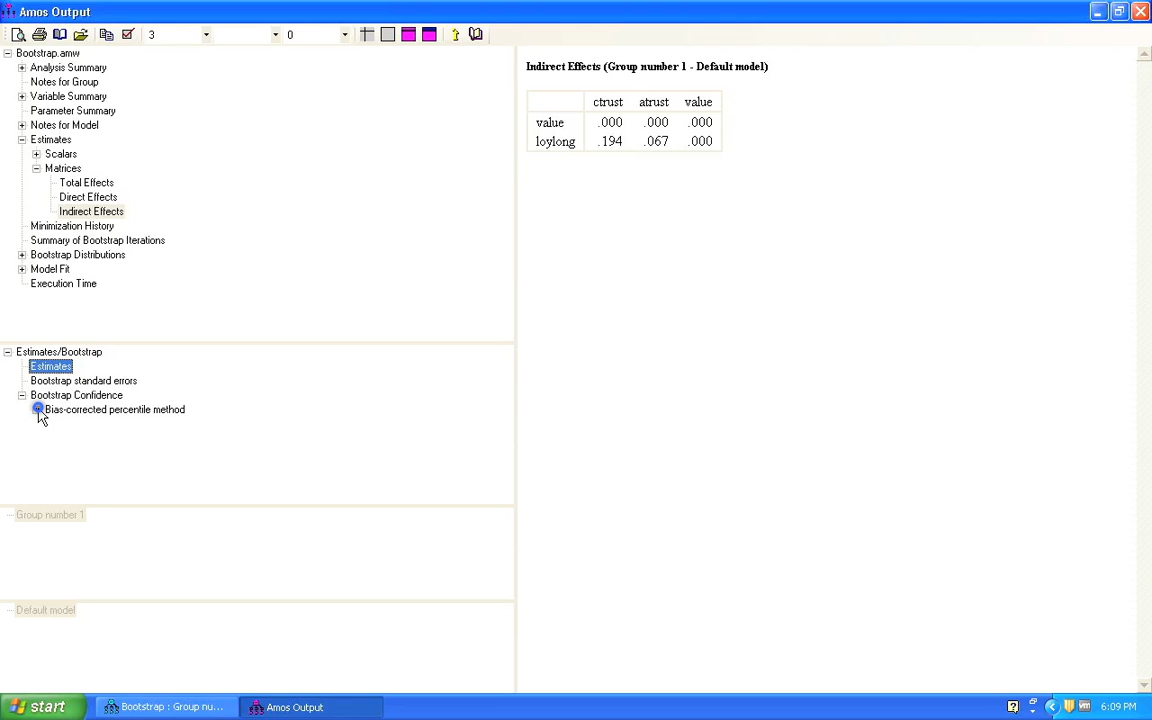 Amos Output
3
0
Bootstrap.amw
Analysis Summary
Notes for Group
Variable Summary
Parameter Summary
Notes for Model
Estimates
Scalars
Matrices
Total Effects
Direct Effects
Indirect Effects
Minimization History
Summary of Bootstrap Iterations
Bootstrap Distributions
Model Fit
Execution Time
Estimates/Bootstrap
Estimates
Bootstrap standard errors
Bootstrap Confidence
Bias-corrected percentile method
Group number 1
Default model
Indirect Effects (Group number 1 - Default model)
ctrust atrust value
value .000 .000 .000
loylong .194 .067 .000
start
Bootstrap : Group nu...
Amos Output
6:09 PM